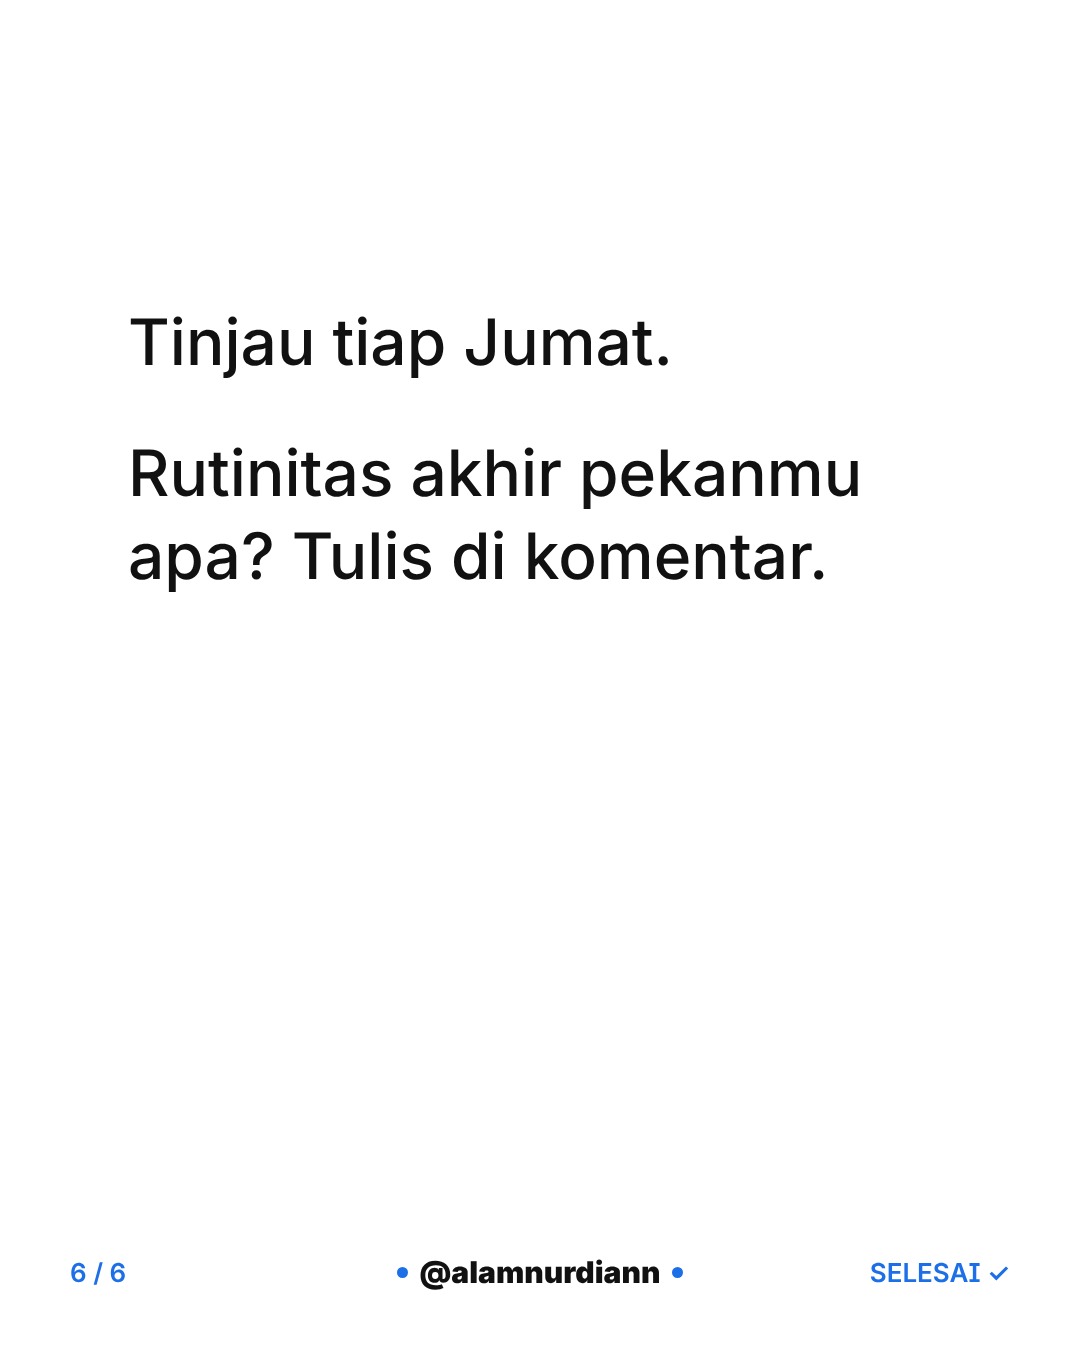 Tinjau tiap Jumat.
Rutinitas akhir pekanmu
apa? Tulis di komentar.
6 / 6
• @alamnurdiann •
SELESAI ✓